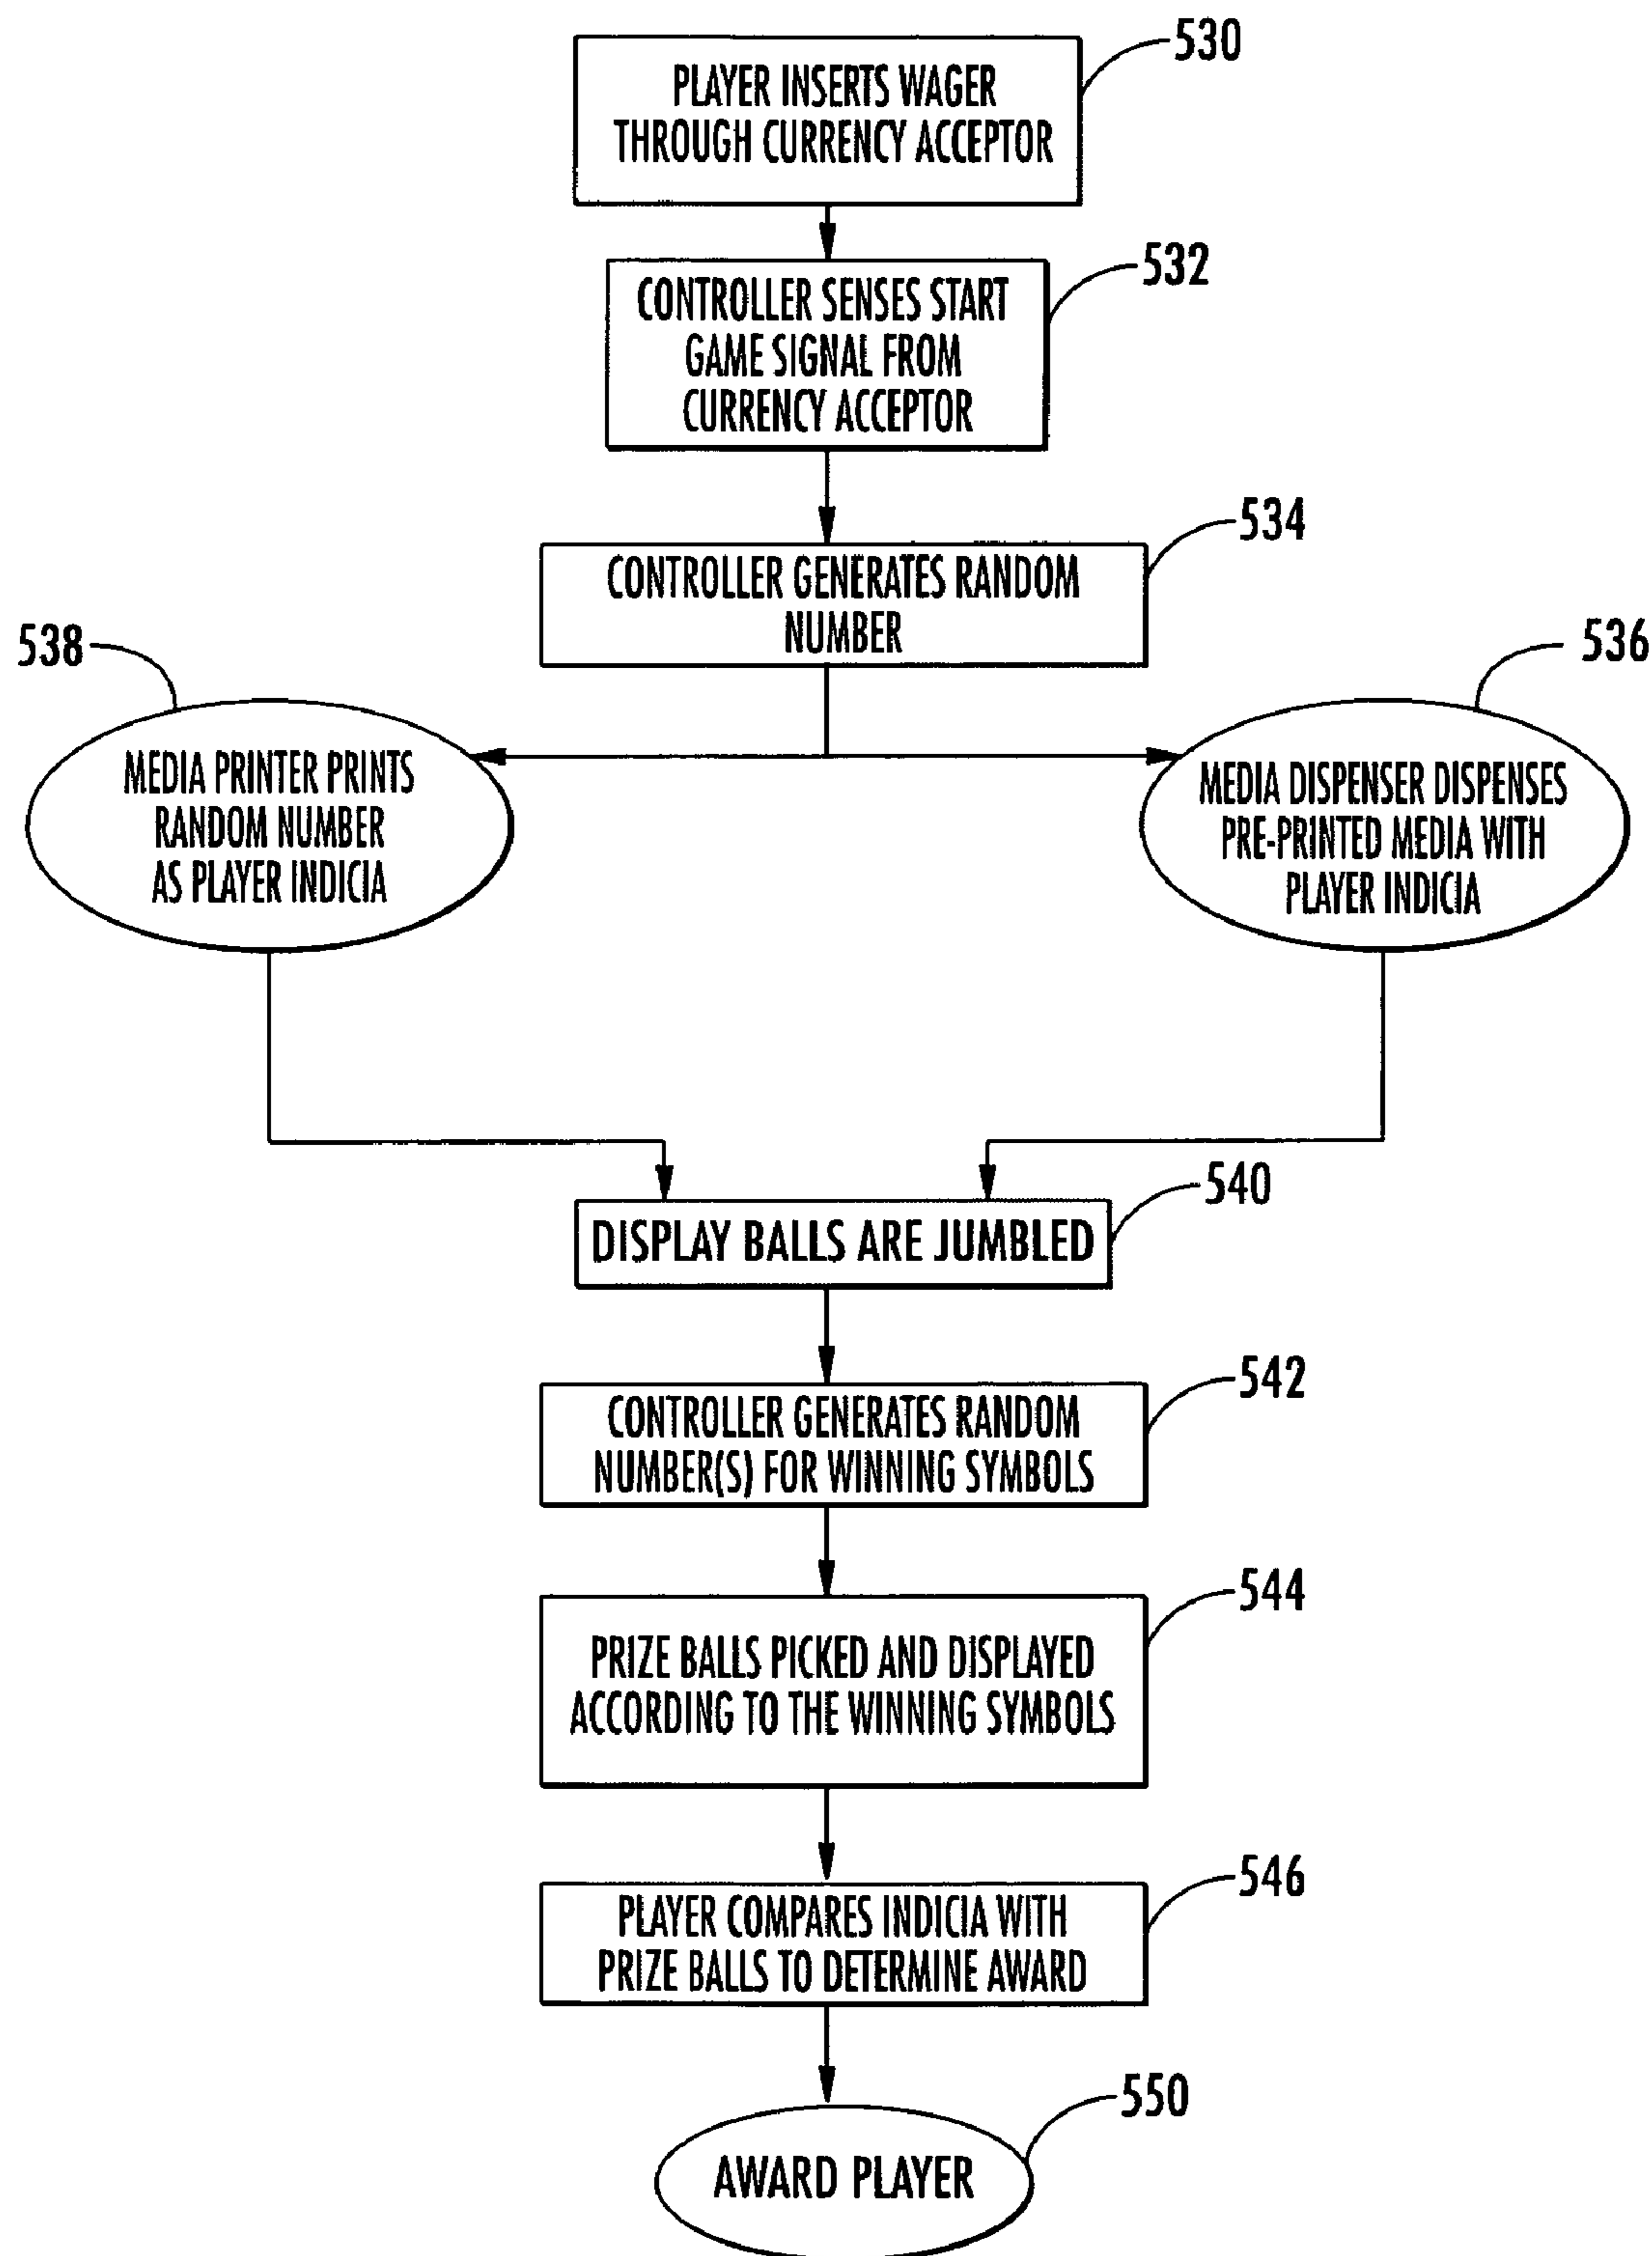 530
PLAYER INSERTS WAGER
THROUGH CURRENCY ACCEPTOR
532
CONTROLLER SENSES START
GAME SIGNAL FROM
CURRENCY ACCEPTOR
534
CONTROLLER GENERATES RANDOM
NUMBER
538
MEDIA PRINTER PRINTS
RANDOM NUMBER
AS PLAYER INDICIA
536
MEDIA DISPENSER DISPENSES
PRE-PRINTED MEDIA WITH
PLAYER INDICIA
540
DISPLAY BALLS ARE JUMBLED
542
CONTROLLER GENERATES RANDOM
NUMBER(S) FOR WINNING SYMBOLS
544
PRIZE BALLS PICKED AND DISPLAYED
ACCORDING TO THE WINNING SYMBOLS
546
PLAYER COMPARES INDICIA WITH
PRIZE BALLS TO DETERMINE AWARD
550
AWARD PLAYER